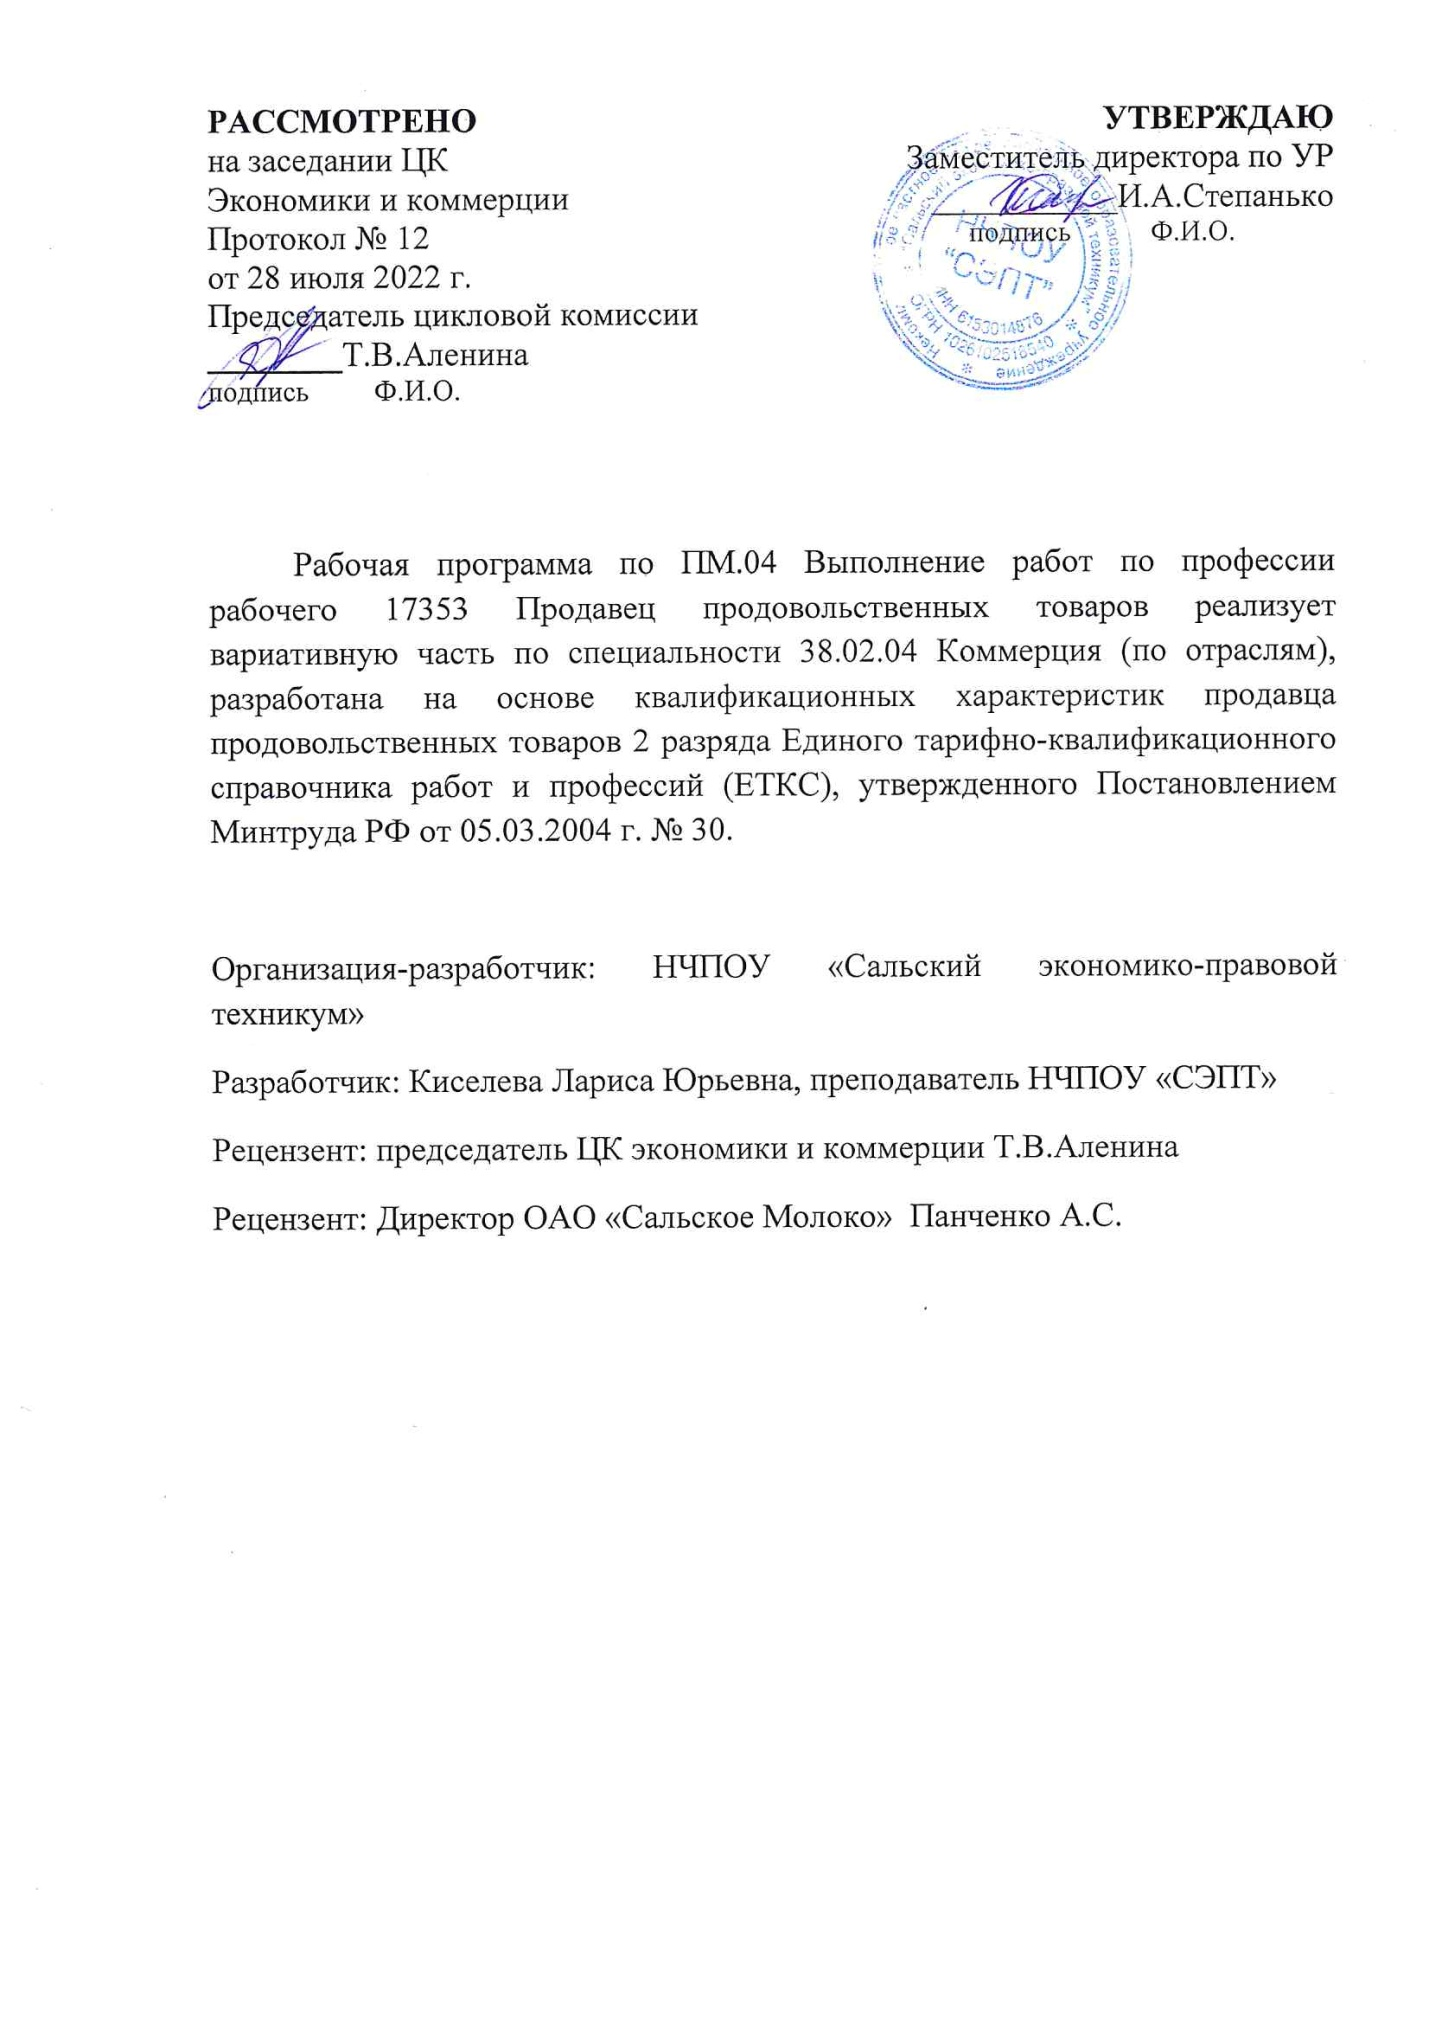 РАССМОТРЕНО
на заседании ЦК
Экономики и коммерции
Протокол № 12
от 28 июля 2022 г.
Председатель цикловой комиссии
__________Т.В.Аленина
подпись Ф.И.О.
УТВЕРЖДАЮ
Заместитель директора по УР
_____________И.А.Степанько
подпись Ф.И.О.
НЧПОУ
“СЭПТ”
ИНН 6153014876
Рабочая программа по ПМ.04 Выполнение работ по профессии
рабочего 17353 Продавец продовольственных товаров реализует
вариативную часть по специальности 38.02.04 Коммерция (по отраслям),
разработана на основе квалификационных характеристик продавца
продовольственных товаров 2 разряда Единого тарифно-квалификационного
справочника работ и профессий (ЕТКС), утвержденного Постановлением
Минтруда РФ от 05.03.2004 г. № 30.
Организация-разработчик: НЧПОУ «Сальский экономико-правовой
техникум»
Разработчик: Киселева Лариса Юрьевна, преподаватель НЧПОУ «СЭПТ»
Рецензент: председатель ЦК экономики и коммерции Т.В.Аленина
Рецензент: Директор ОАО «Сальское Молоко» Панченко А.С.